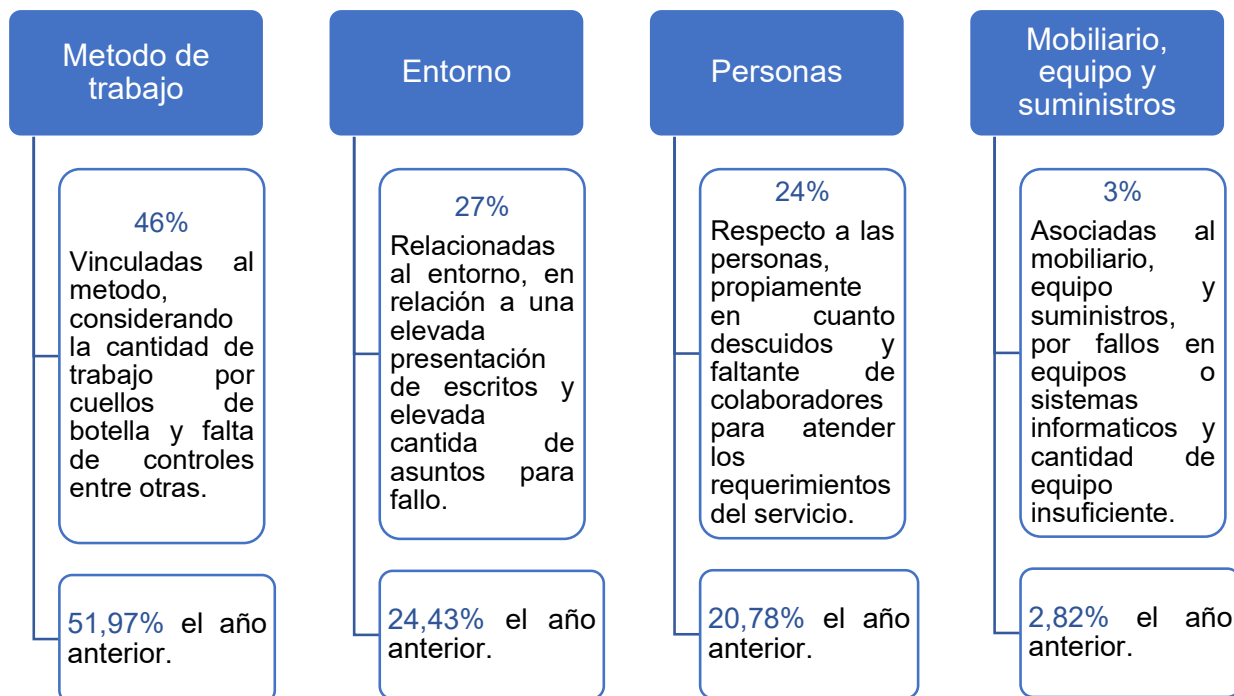 Metodo de
trabajo
46%
Vinculadas al
metodo,
considerando
la cantidad de
trabajo por
cuellos de
botella y falta
de controles
entre otras.
51,97% el año
anterior.
Entorno
27%
Relacionadas
al entorno, en
relación a una
elevada
presentación
de escritos y
elevada
cantida de
asuntos para
fallo.
24,43% el año
anterior.
Personas
24%
Respecto a las
personas,
propiamente
en cuanto
descuidos y
faltante de
colaboradores
para atender
los
requerimientos
del servicio.
20,78% el año
anterior.
Mobiliario,
equipo y
suministros
3%
Asociadas al
mobiliario,
equipo y
suministros,
por fallos en
equipos o
sistemas
informaticos y
cantidad de
equipo
insuficiente.
2,82% el año
anterior.